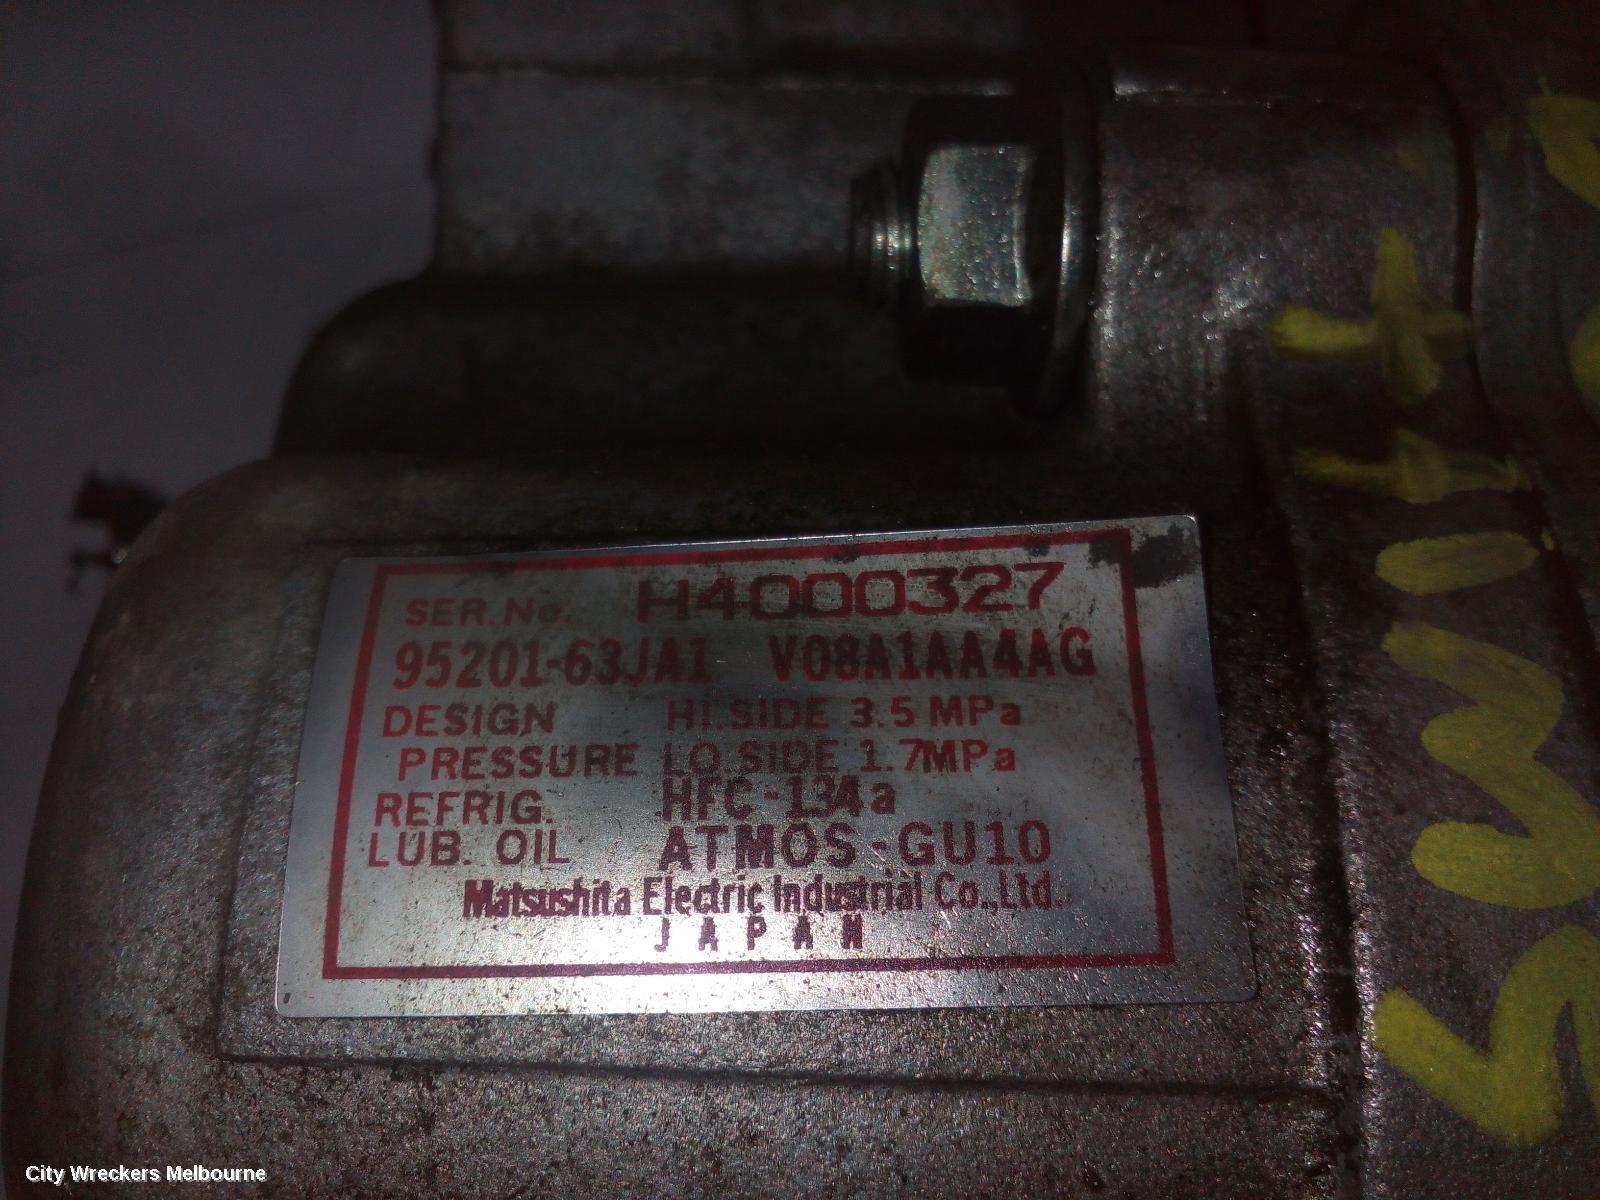 SER. No. H4000327
95201-63JA1 V08A1AA4AG
DESIGN HI. SIDE 3.5 MPa
PRESSURE LO. SIDE 1.7MPa
REFRIG. HFC-134a
LUB. OIL ATMOS-GU10
Matsushita Electric Industrial Co.,Ltd.
JAPAN
SWIFT
City Wreckers Melbourne